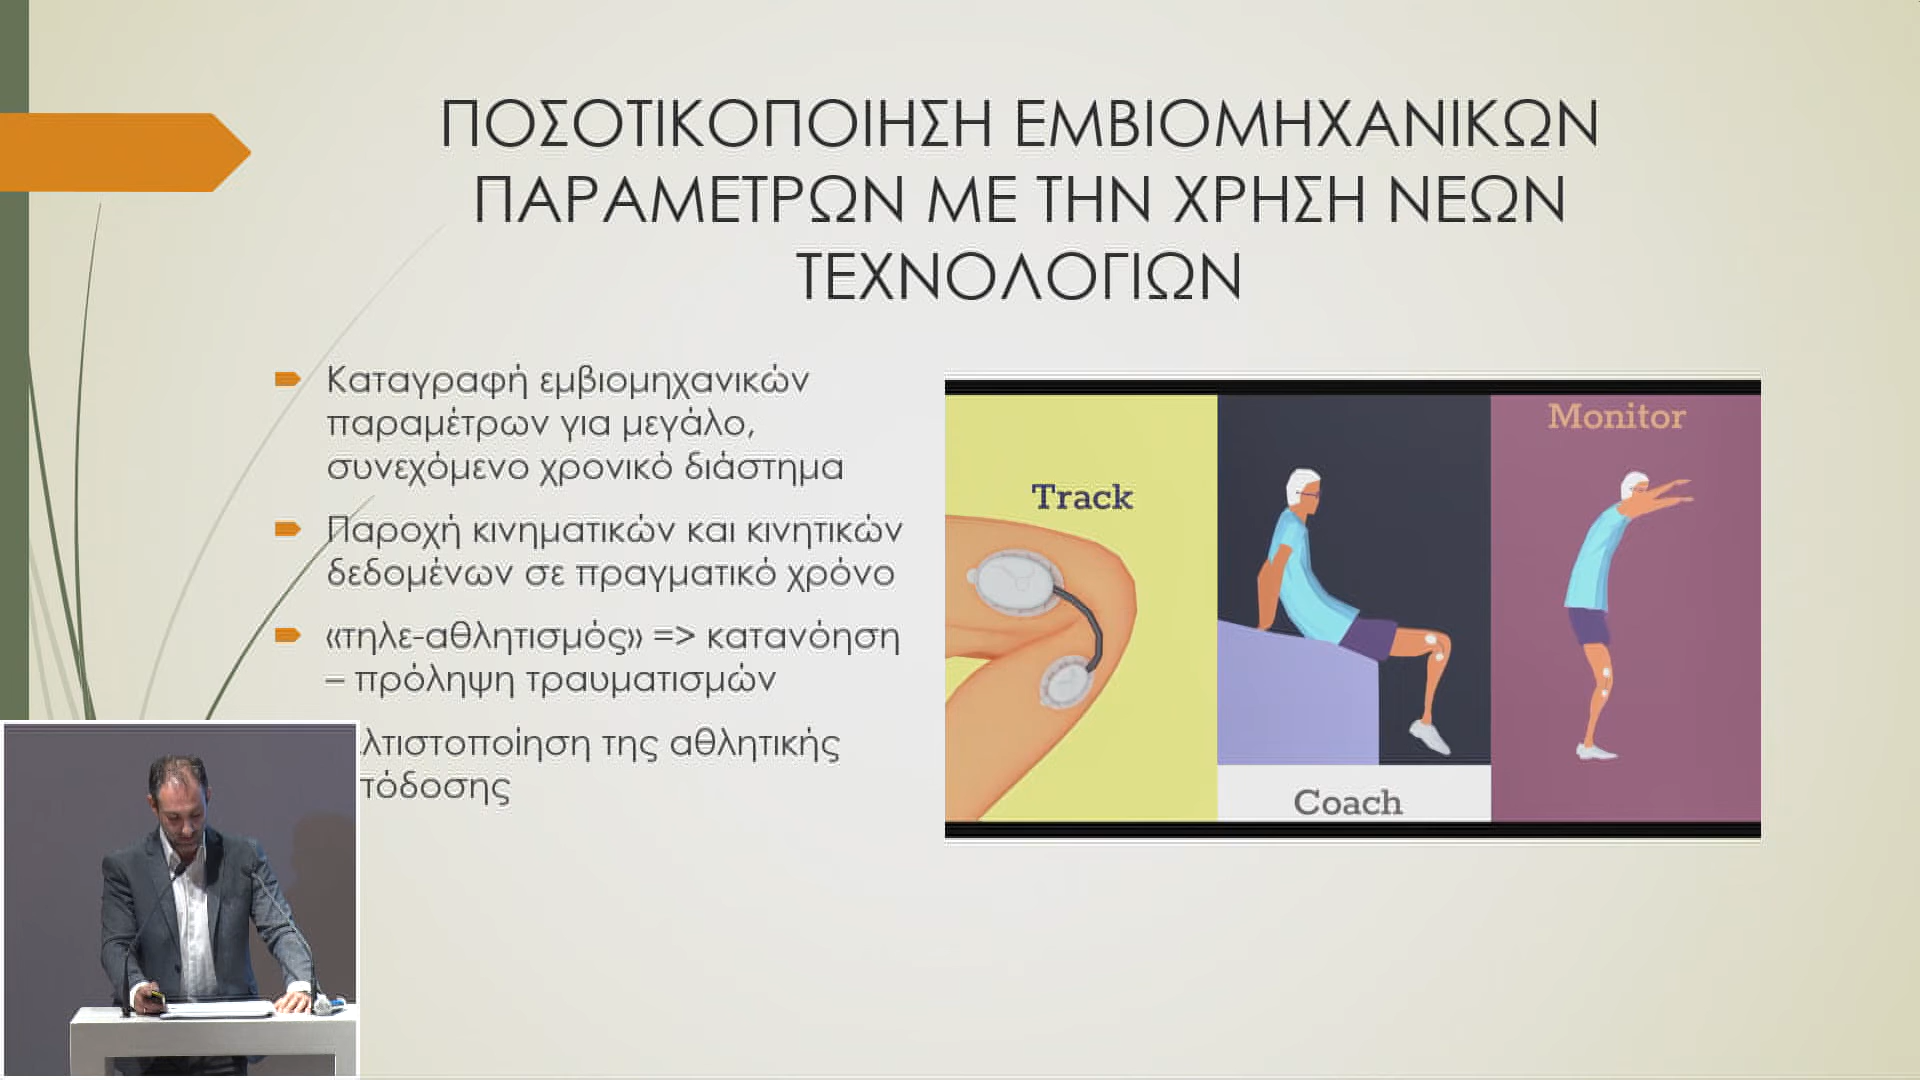 ΠΟΣΟΤΙΚΟΠΟΙΗΣΗ ΕΜΒΙΟΜΗΧΑΝΙΚΩΝ
ΠΑΡΑΜΕΤΡΩΝ ΜΕ ΤΗΝ ΧΡΗΣΗ ΝΕΩΝ
ΤΕΧΝΟΛΟΓΙΩΝ
Καταγραφή εμβιομηχανικών
παραμέτρων για μεγάλο,
συνεχόμενο χρονικό διάστημα
Παροχή κινηματικών και κινητικών
δεδομένων σε πραγματικό χρόνο
«τηλε-αθλητισμός» => κατανόηση
– πρόληψη τραυματισμών
λτιστοποίηση της αθλητικής
τόδοσης
Track
Coach
Monitor